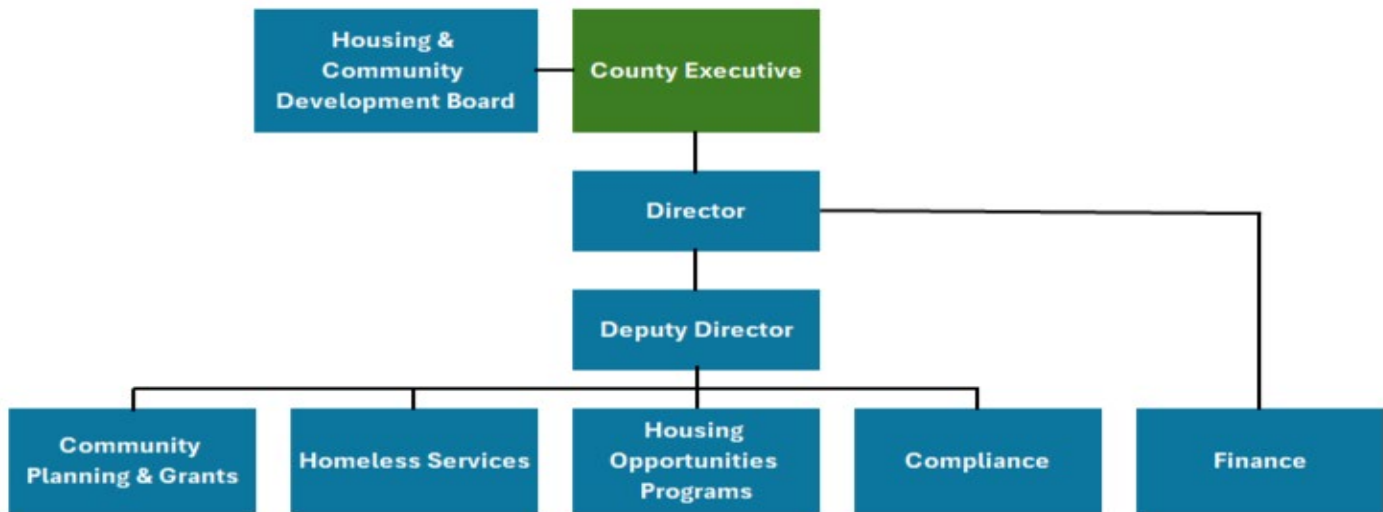 Housing &
Community
Development Board
County Executive
Director
Deputy Director
Community
Planning & Grants
Homeless Services
Housing
Opportunities
Programs
Compliance
Finance